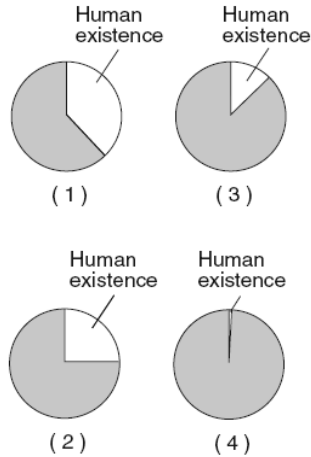 Human
existence
( 1 )
Human
existence
( 3 )
Human
existence
( 2 )
Human
existence
( 4 )